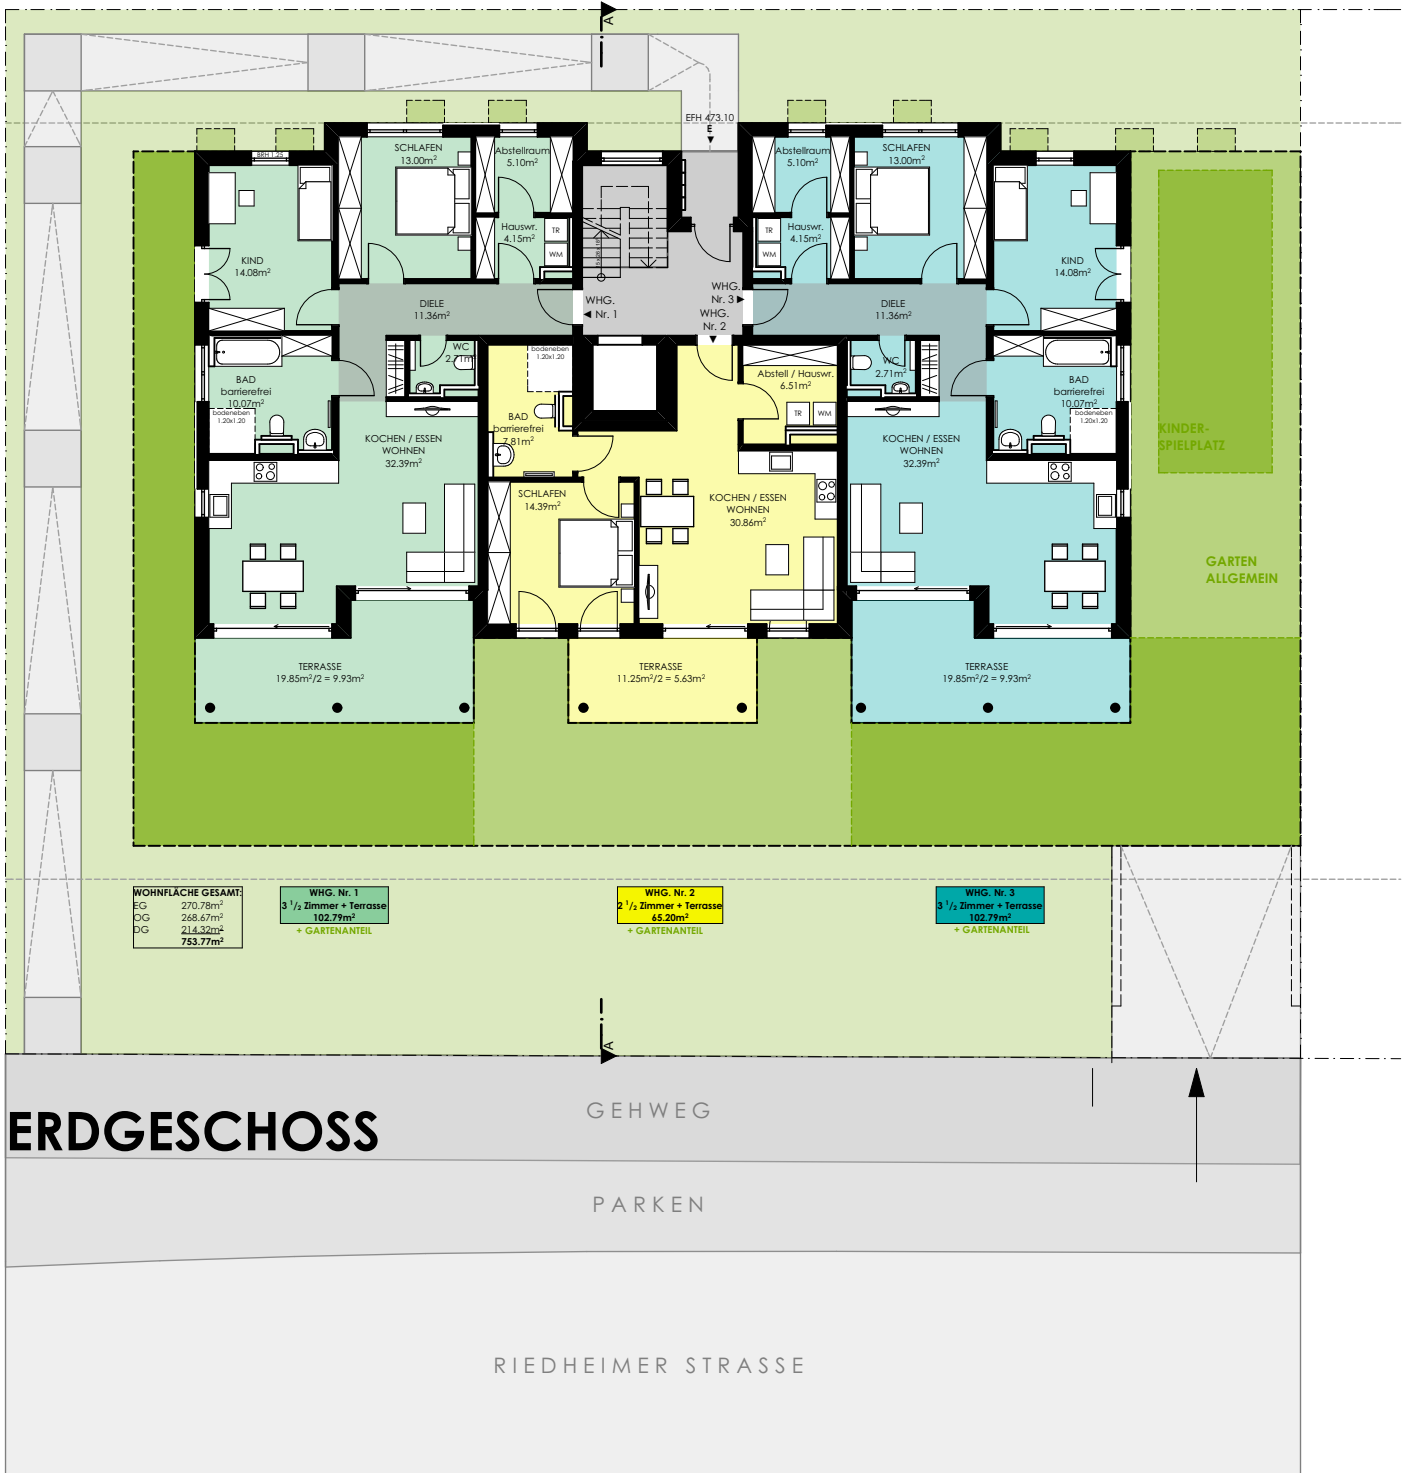 A
EFH 473.10
E
BRH 1.25
SCHLAFEN
13.00m²
Abstellraum
5.10m²
Abstellraum
5.10m²
SCHLAFEN
13.00m²
Hauswr.
4.15m²
TR
WM
TR
WM
Hauswr.
4.15m²
KIND
14.08m²
KIND
14.08m²
DIELE
11.36m²
WHG.
Nr. 1
WHG.
Nr. 3
WHG.
Nr. 2
DIELE
11.36m²
WC
2.71m²
bodeneben
1.20x1.20
Abstell / Hauswr.
6.51m²
WC
2.71m²
BAD
barrierefrei
10.07m²
bodeneben
1.20x1.20
BAD
barrierefrei
7.81m²
TR
WM
BAD
barrierefrei
10.07m²
bodeneben
1.20x1.20
KOCHEN / ESSEN
WOHNEN
32.39m²
KOCHEN / ESSEN
WOHNEN
32.39m²
KINDER-
SPIELPLATZ
SCHLAFEN
14.39m²
KOCHEN / ESSEN
WOHNEN
30.86m²
GARTEN
ALLGEMEIN
TERRASSE
19.85m²/2 = 9.93m²
TERRASSE
11.25m²/2 = 5.63m²
TERRASSE
19.85m²/2 = 9.93m²
WOHNFLÄCHE GESAMT:
EG 270.78m²
OG 268.67m²
DG 214.32m²
753.77m²
WHG. Nr. 1
3 ¹/₂ Zimmer + Terrasse
102.79m²
+ GARTENANTEIL
WHG. Nr. 2
2 ¹/₂ Zimmer + Terrasse
65.20m²
+ GARTENANTEIL
WHG. Nr. 3
3 ¹/₂ Zimmer + Terrasse
102.79m²
+ GARTENANTEIL
A
ERDGESCHOSS
GEHWEG
PARKEN
RIEDHEIMER STRASSE